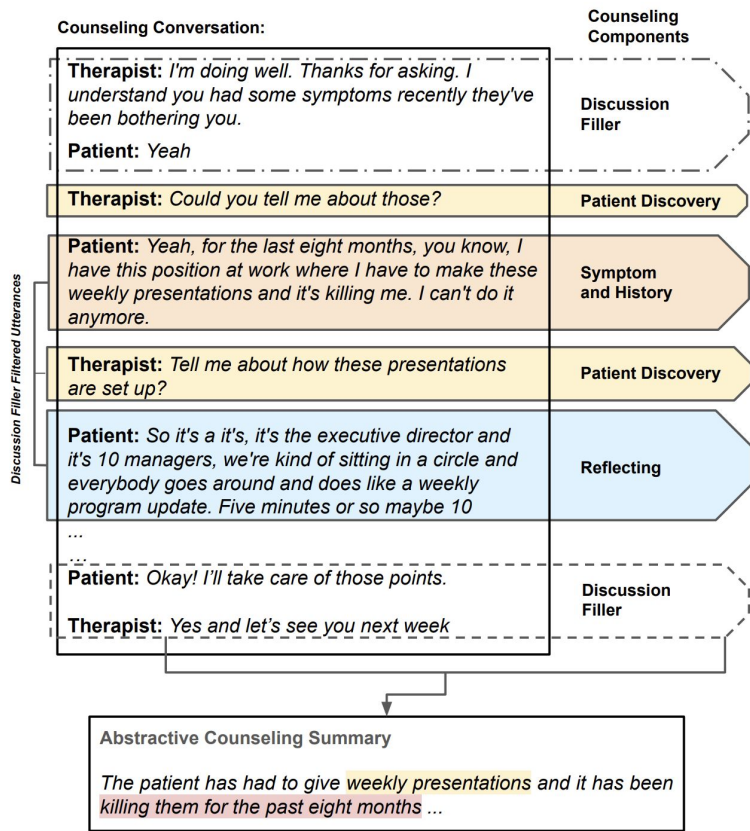 Counseling Conversation:
Counseling
Components
Therapist: I'm doing well. Thanks for asking. I
understand you had some symptoms recently they've
been bothering you.
Patient: Yeah
Discussion
Filler
Therapist: Could you tell me about those?
Patient Discovery
Patient: Yeah, for the last eight months, you know, I
have this position at work where I have to make these
weekly presentations and it's killing me. I can't do it
anymore.
Symptom
and History
Discussion Filler Filtered Utterances
Therapist: Tell me about how these presentations
are set up?
Patient Discovery
Patient: So it's a it's, it's the executive director and
it's 10 managers, we're kind of sitting in a circle and
everybody goes around and does like a weekly
program update. Five minutes or so maybe 10
Reflecting
...
...
Patient: Okay! I'll take care of those points.
Therapist: Yes and let's see you next week
Discussion
Filler
Abstractive Counseling Summary
The patient has had to give weekly presentations and it has been
killing them for the past eight months ...